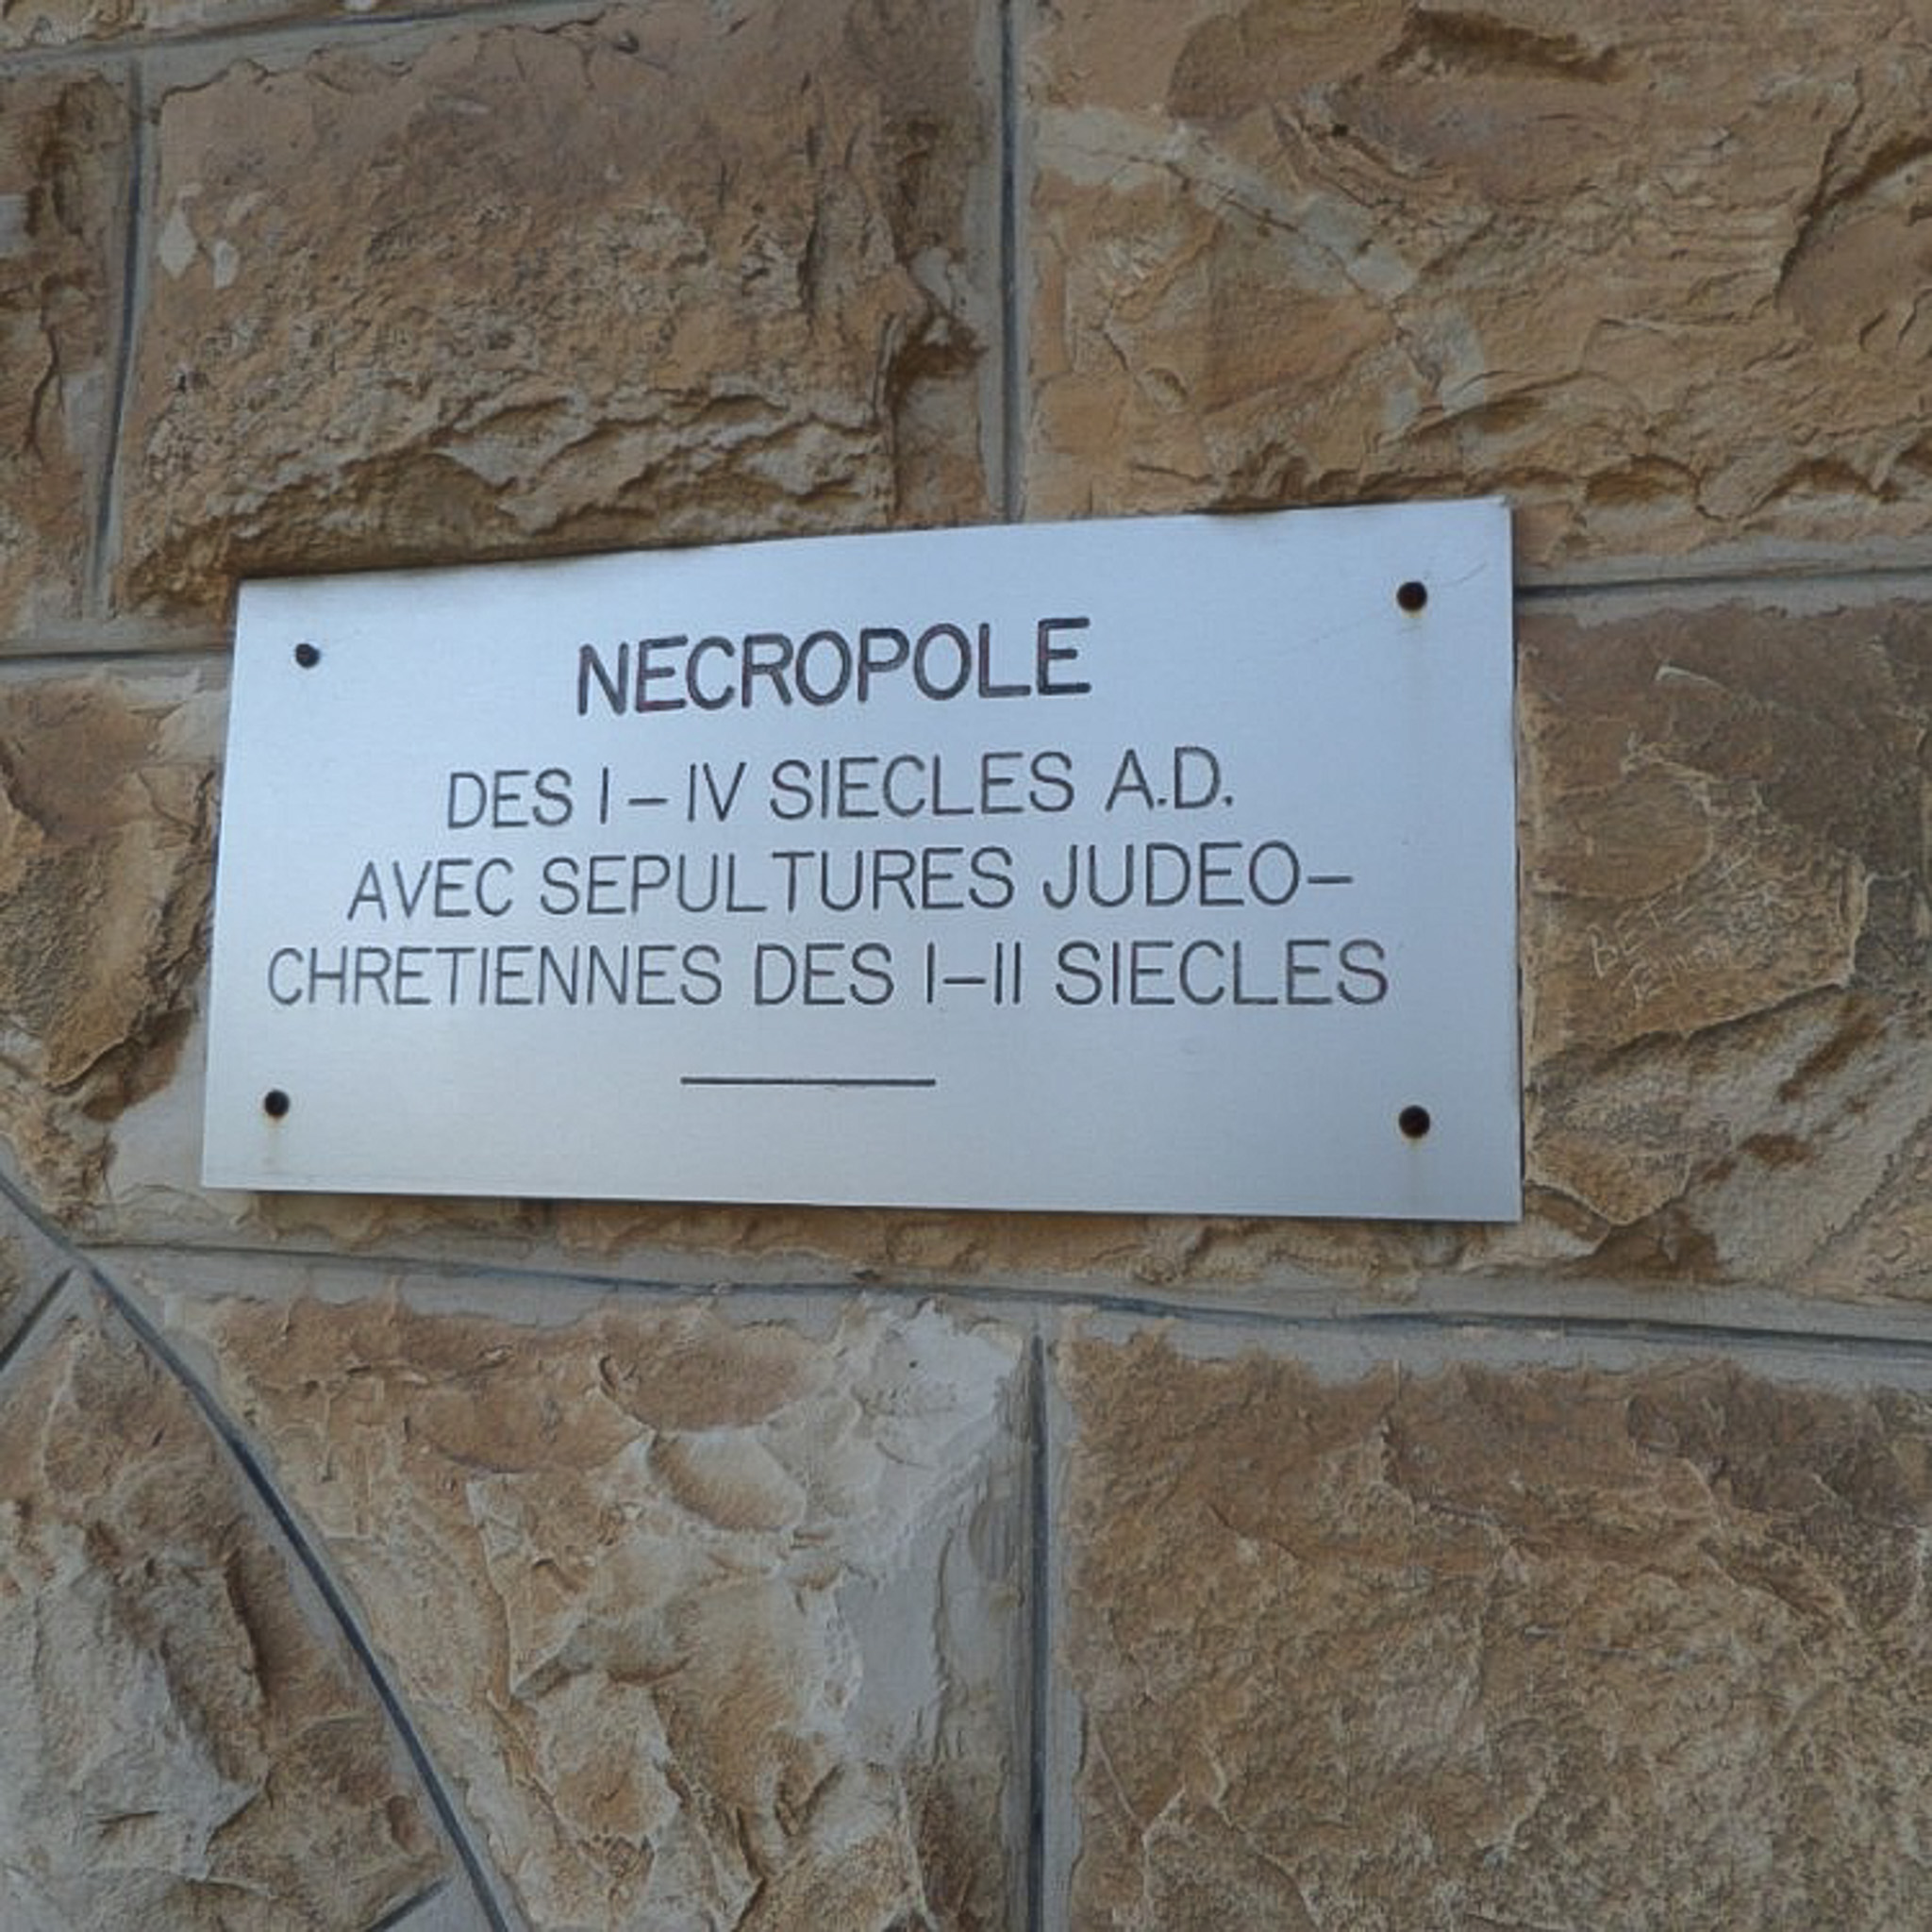 NECROPOLE
DES I – IV SIECLES A.D.
AVEC SEPULTURES JUDEO–
CHRETIENNES DES I–II SIECLES